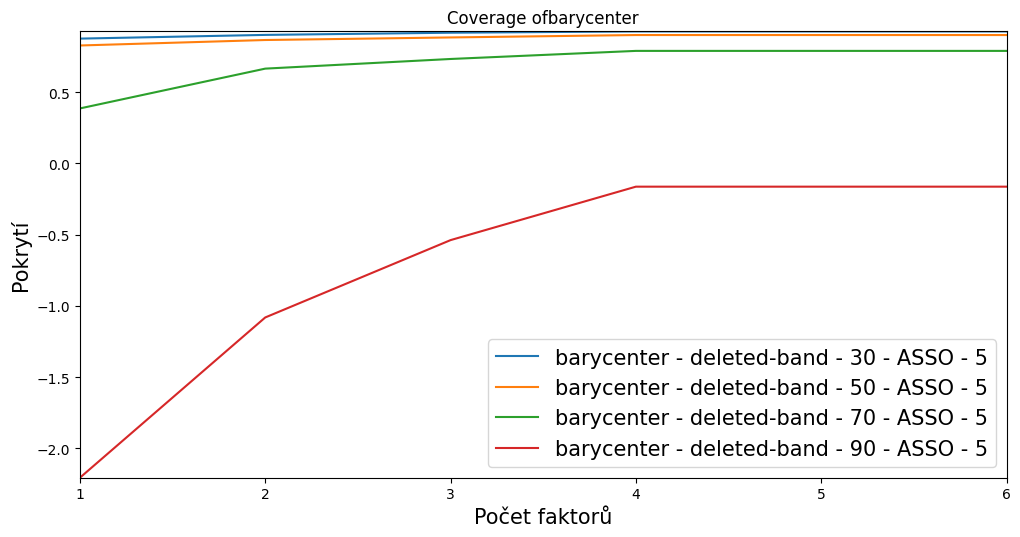 Coverage ofbarycenter
0.5
0.0
−0.5
−1.0
−1.5
−2.0
Pokrytí
barycenter - deleted-band - 30 - ASSO - 5
barycenter - deleted-band - 50 - ASSO - 5
barycenter - deleted-band - 70 - ASSO - 5
barycenter - deleted-band - 90 - ASSO - 5
1 2 3 4 5 6
Počet faktorů